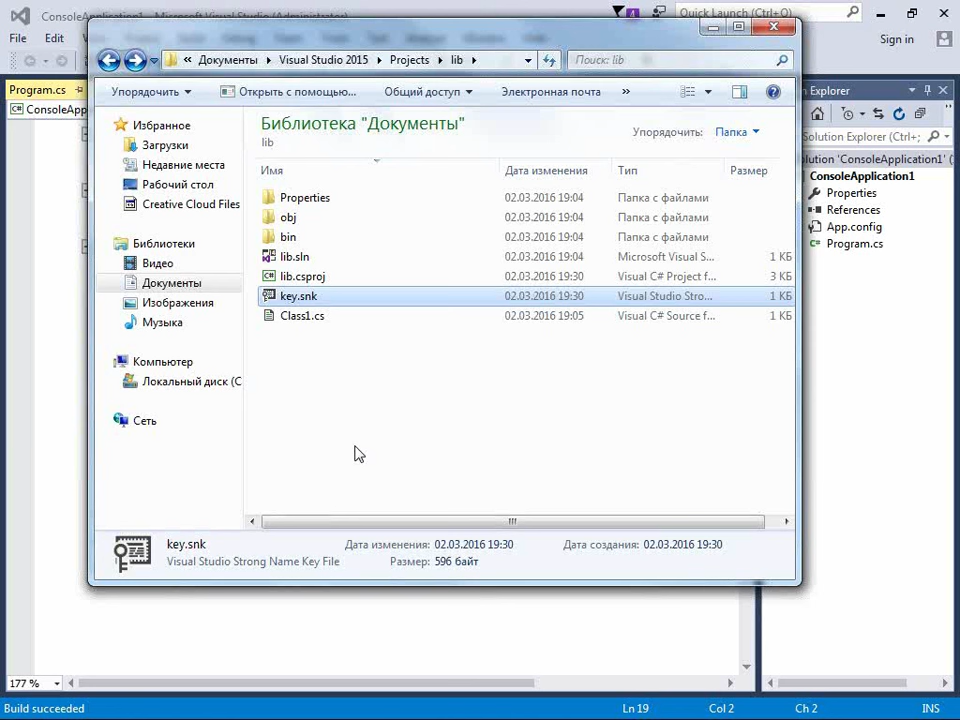 ConsoleApplication1 - Microsoft Visual Studio (Administrator)
4
Quick Launch (Ctrl+Q)
File Edit
Sign in
« Документы Visual Studio 2015 Projects lib
Поиск: lib
Program.cs
Упорядочить Открыть с помощью... Общий доступ Электронная почта »
Explorer
ConsoleApp
Библиотека "Документы"
lib
Упорядочить: Папка
Solution Explorer (Ctrl+;
Solution 'ConsoleApplication1' (
ConsoleApplication1
Properties
References
App.config
Program.cs
Избранное
Загрузки
Недавние места
Рабочий стол
Creative Cloud Files
Библиотеки
Видео
Документы
Изображения
Музыка
Компьютер
Локальный диск (C
Сеть
Имя Дата изменения Тип Размер
Properties 02.03.2016 19:04 Папка с файлами
obj 02.03.2016 19:04 Папка с файлами
bin 02.03.2016 19:04 Папка с файлами
lib.sln 02.03.2016 19:04 Microsoft Visual S... 1 КБ
lib.csproj 02.03.2016 19:30 Visual C# Project f... 3 КБ
key.snk 02.03.2016 19:30 Visual Studio Stro... 1 КБ
Class1.cs 02.03.2016 19:05 Visual C# Source f... 1 КБ
key.snk Дата изменения: 02.03.2016 19:30 Дата создания: 02.03.2016 19:30
Visual Studio Strong Name Key File Размер: 596 байт
177 %
Build succeeded Ln 19 Col 2 Ch 2 INS